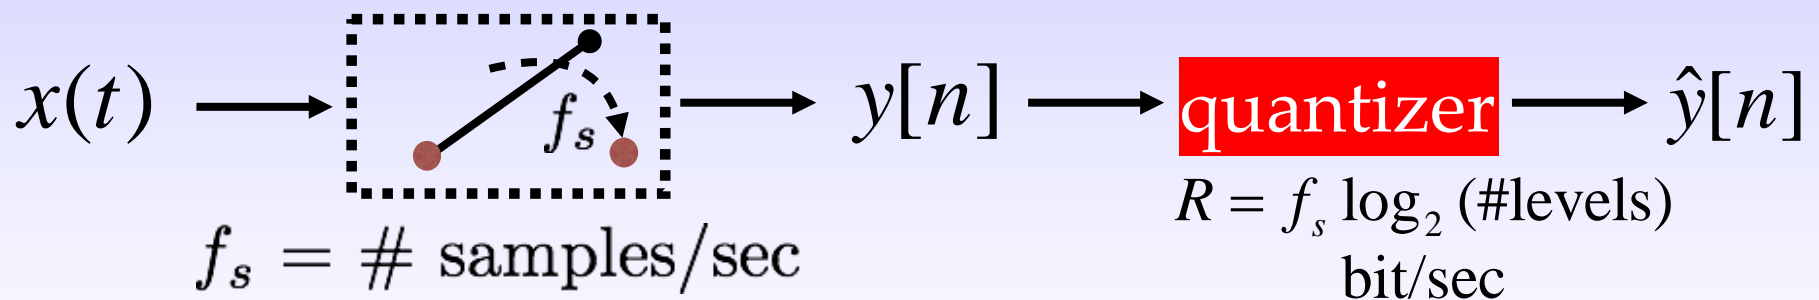 x(t)
f_s
y[n]
quantizer
ŷ[n]
R = f_s log_2 (#levels)
bit/sec
f_s = # samples/sec